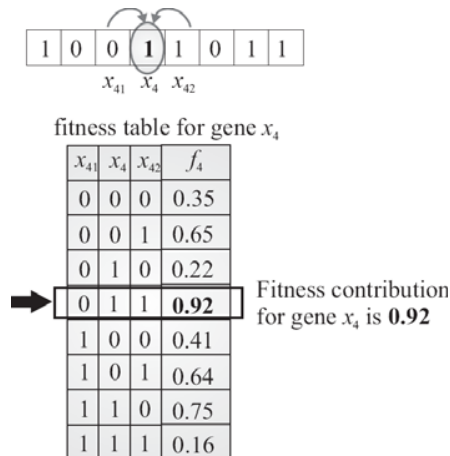 1 0 0 1 1 0 1 1
x₄₁ x₄ x₄₂
fitness table for gene x₄
x₄₁ x₄ x₄₂ f₄
0 0 0 0.35
0 0 1 0.65
0 1 0 0.22
0 1 1 0.92
1 0 0 0.41
1 0 1 0.64
1 1 0 0.75
1 1 1 0.16
Fitness contribution
for gene x₄ is 0.92